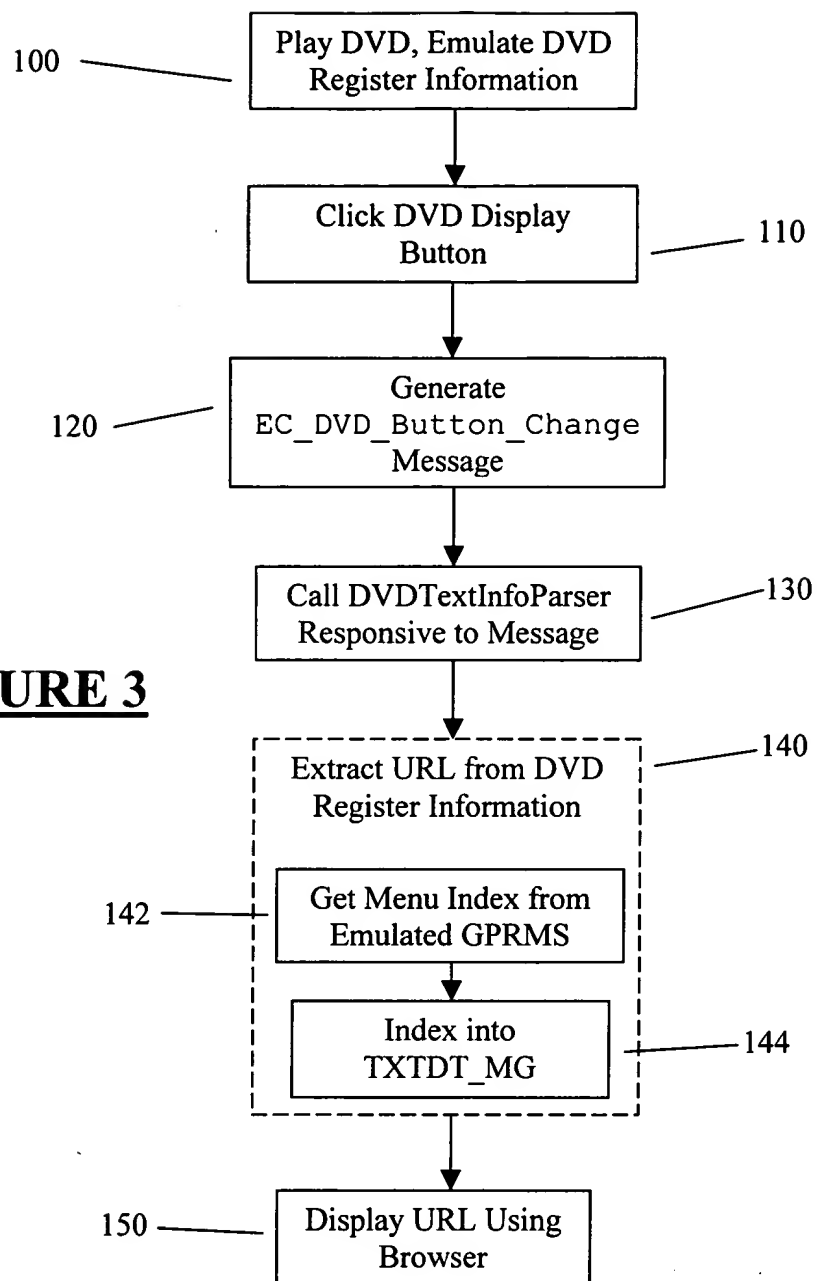 Play DVD, Emulate DVD
Register Information
100
Click DVD Display
Button
110
Generate
EC_DVD_Button_Change
Message
120
Call DVDTextInfoParser
Responsive to Message
130
URE 3
Extract URL from DVD
Register Information
140
Get Menu Index from
Emulated GPRMS
142
Index into
TXTDT_MG
144
Display URL Using
Browser
150